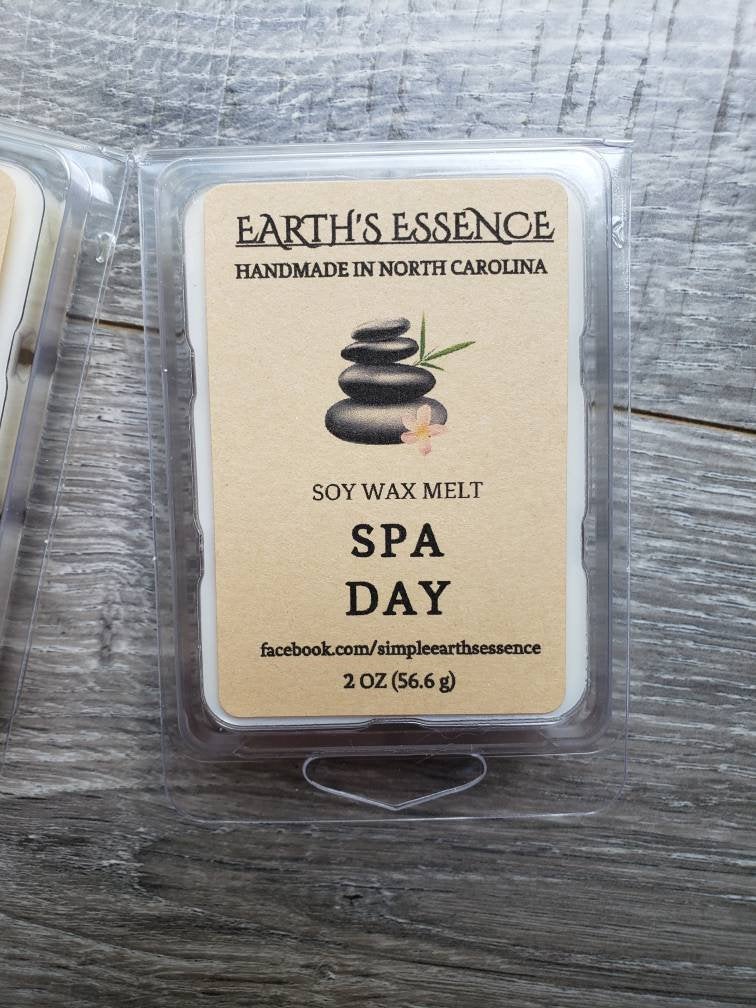 EARTH'S ESSENCE
HANDMADE IN NORTH CAROLINA
SOY WAX MELT
SPA
DAY
facebook.com/simpleearthsessence
2 OZ (56.6 g)